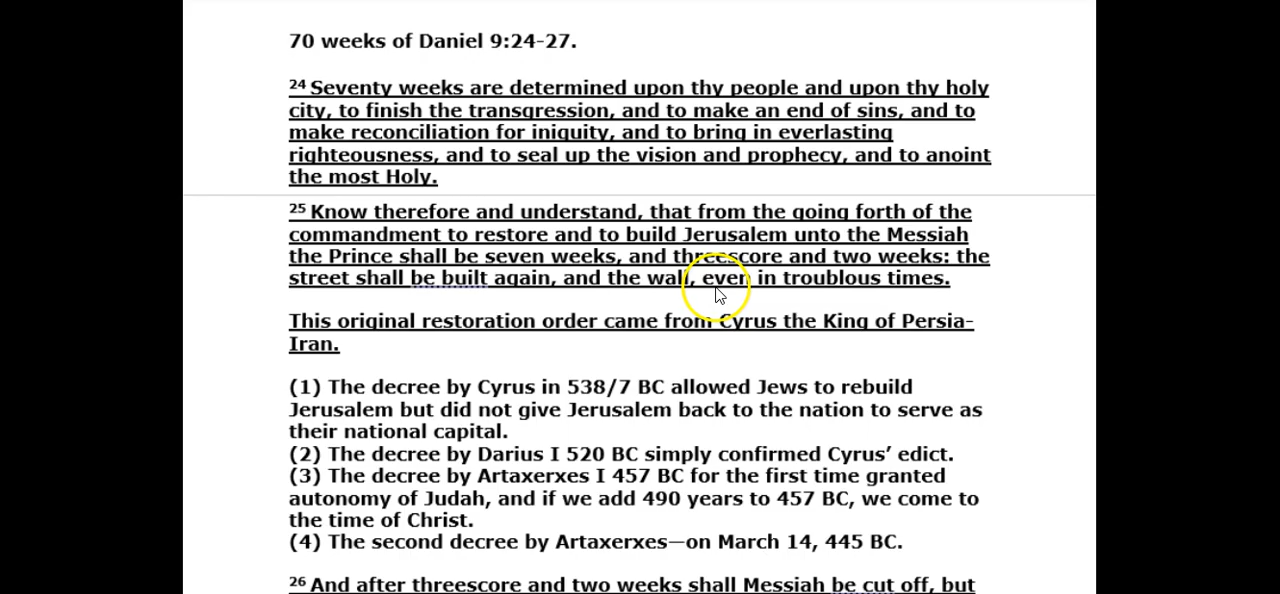 70 weeks of Daniel 9:24-27.
24 Seventy weeks are determined upon thy people and upon thy holy
city, to finish the transgression, and to make an end of sins, and to
make reconciliation for iniquity, and to bring in everlasting
righteousness, and to seal up the vision and prophecy, and to anoint
the most Holy.
25 Know therefore and understand, that from the going forth of the
commandment to restore and to build Jerusalem unto the Messiah
the Prince shall be seven weeks, and threescore and two weeks: the
street shall be built again, and the wall, even in troublous times.
This original restoration order came from Cyrus the King of Persia-
Iran.
(1) The decree by Cyrus in 538/7 BC allowed Jews to rebuild
Jerusalem but did not give Jerusalem back to the nation to serve as
their national capital.
(2) The decree by Darius I 520 BC simply confirmed Cyrus’ edict.
(3) The decree by Artaxerxes I 457 BC for the first time granted
autonomy of Judah, and if we add 490 years to 457 BC, we come to
the time of Christ.
(4) The second decree by Artaxerxes—on March 14, 445 BC.
26 And after threescore and two weeks shall Messiah be cut off, but